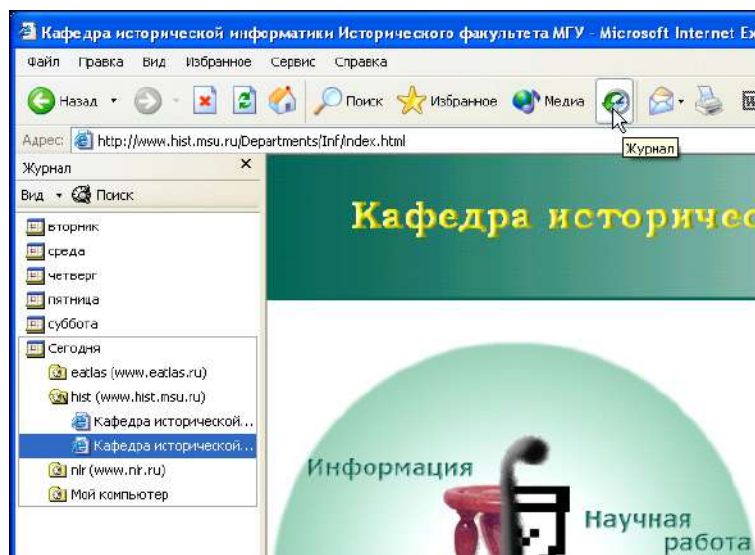 Кафедра исторической информатики Исторического факультета МГУ - Microsoft Internet Ex
Файл Правка Вид Избранное Сервис Справка
Назад Поиск Избранное Медиа
Адрес: http://www.hist.msu.ru/Departments/Inf/index.html
Журнал
Журнал
Вид Поиск
Кафедра историчес
вторник
среда
четверг
пятница
суббота
Сегодня
eatlas (www.eatlas.ru)
hist (www.hist.msu.ru)
Кафедра исторической...
Кафедра исторической...
nlr (www.nlr.ru)
Мой компьютер
Информация
Научная
работа